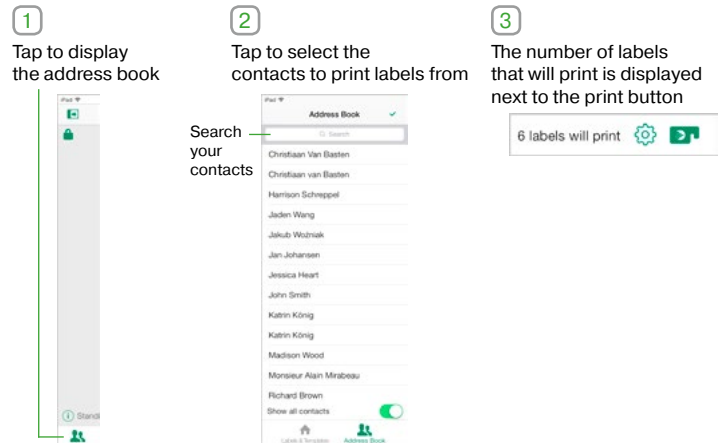 1
Tap to display
the address book
iPad
Standa
2
Tap to select the
contacts to print labels from
Search
your
contacts
iPad
Address Book
Search
Christiaan Van Basten
Christiaan van Basten
Harrison Schreppel
Jaden Wang
Jakub Woźniak
Jan Johansen
Jessica Heart
John Smith
Katrin König
Katrin König
Madison Wood
Monsieur Alain Mirabeau
Richard Brown
Show all contacts
Labels & Templates Address Book
3
The number of labels
that will print is displayed
next to the print button
6 labels will print